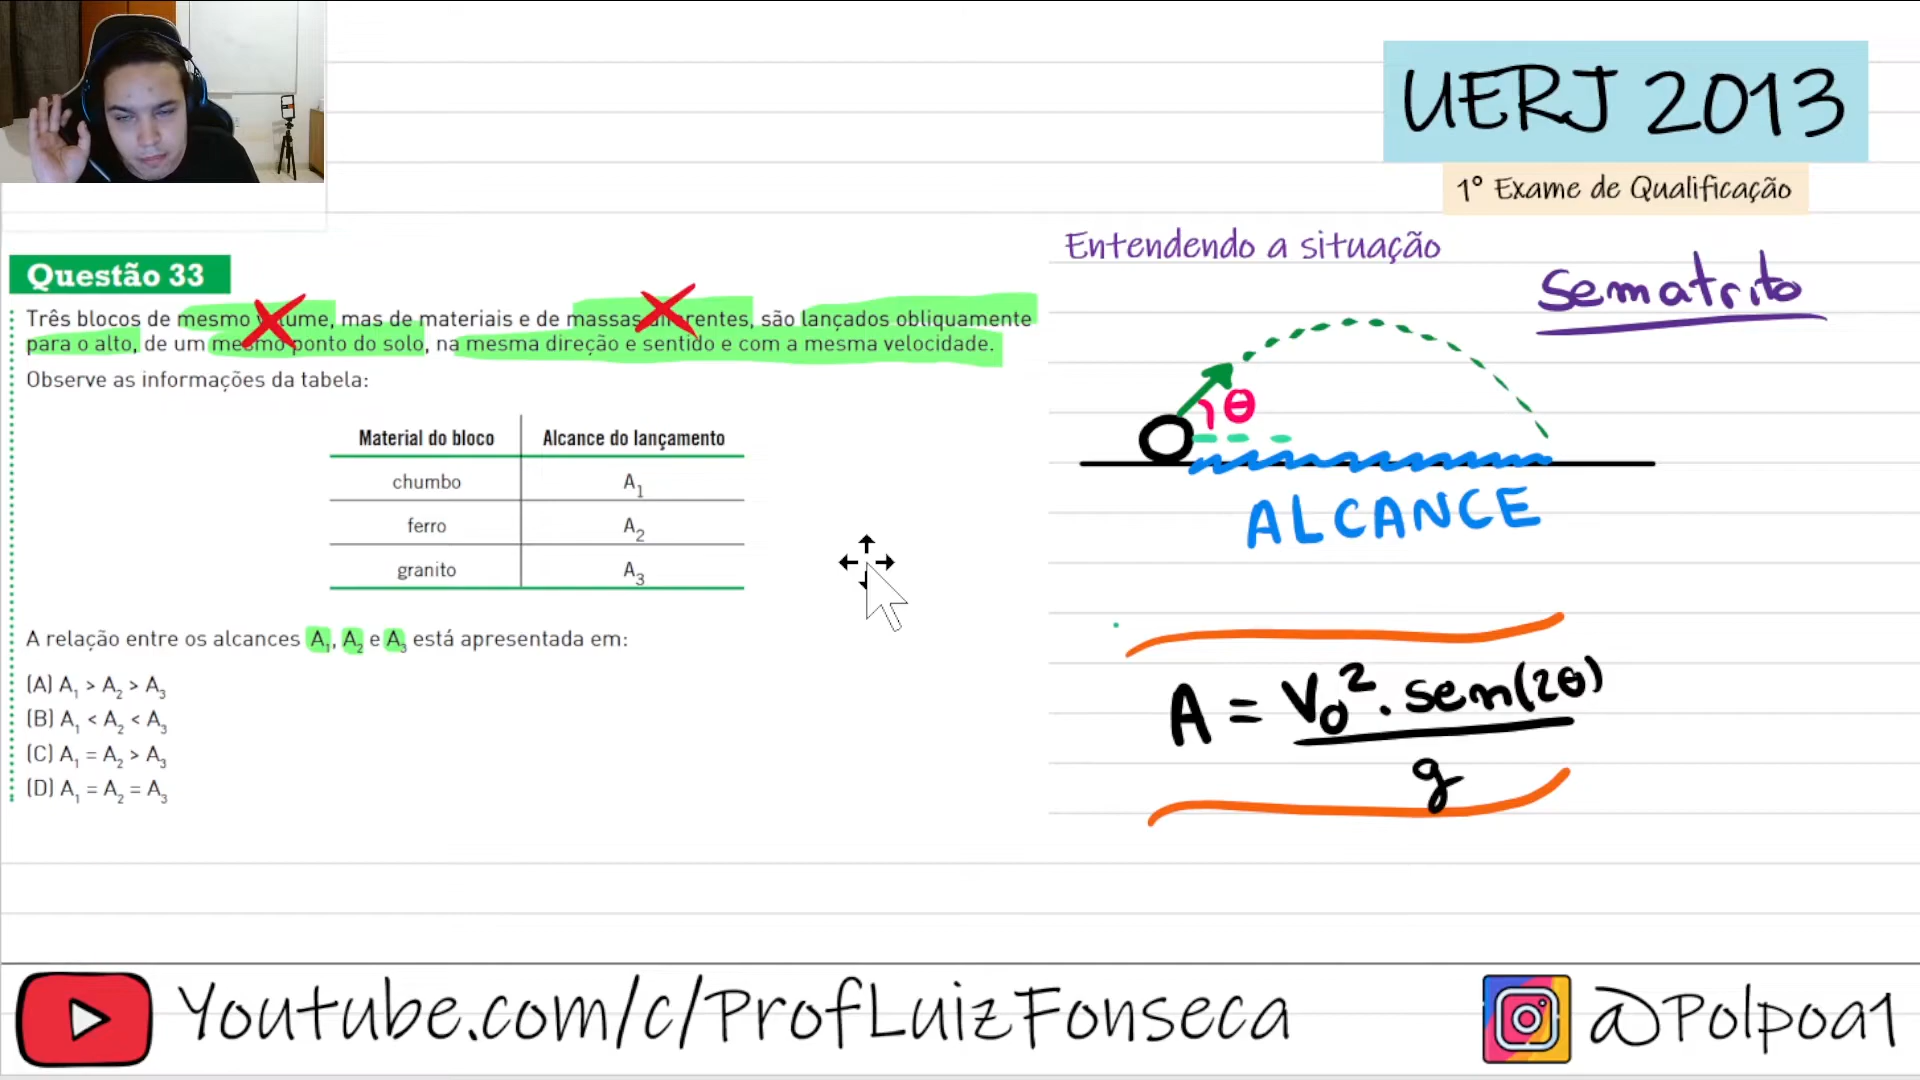 UERJ 2013
1º Exame de Qualificação
Questão 33
Três blocos de mesmo volume, mas de materiais e de massas diferentes, são lançados obliquamente
para o alto, de um mesmo ponto do solo, na mesma direção e sentido e com a mesma velocidade.
Observe as informações da tabela:
Material do bloco Alcance do lançamento
chumbo A₁
ferro A₂
granito A₃
A relação entre os alcances A₁, A₂ e A₃ está apresentada em:
(A) A₁ > A₂ > A₃
(B) A₁ < A₂ < A₃
(C) A₁ = A₂ > A₃
(D) A₁ = A₂ = A₃
Entendendo a situação
Sem atrito
θ
ALCANCE
A = V₀². sen(2θ)
g
Youtube.com/c/ProfLuizFonseca
@Polpoa1